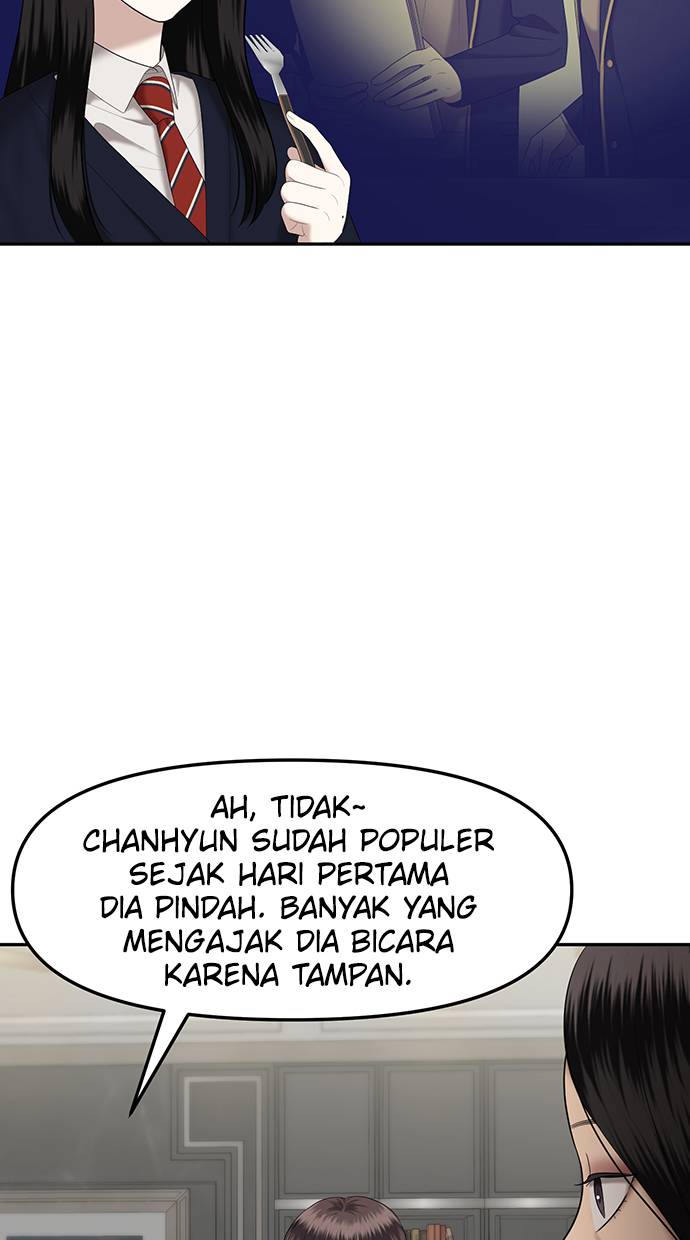 AH, TIDAK~
CHANHYUN SUDAH POPULER
SEJAK HARI PERTAMA
DIA PINDAH. BANYAK YANG
MENGAJAK DIA BICARA
KARENA TAMPAN.